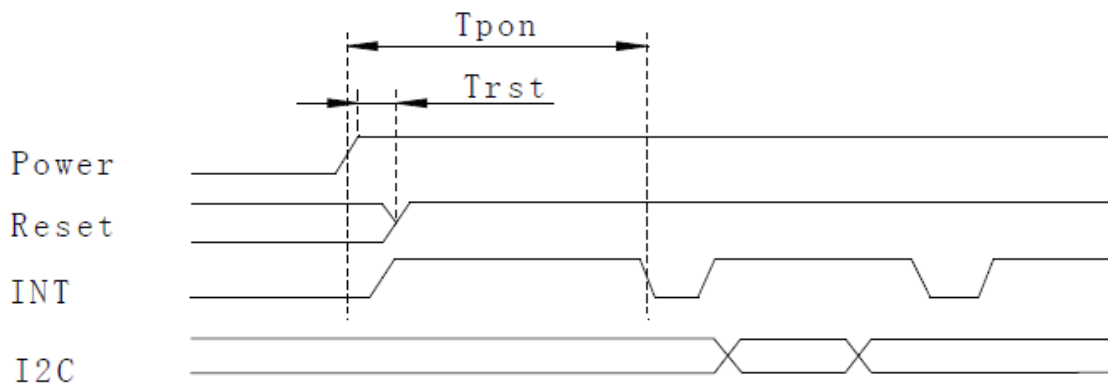 Tpon
Trst
Power
Reset
INT
I2C